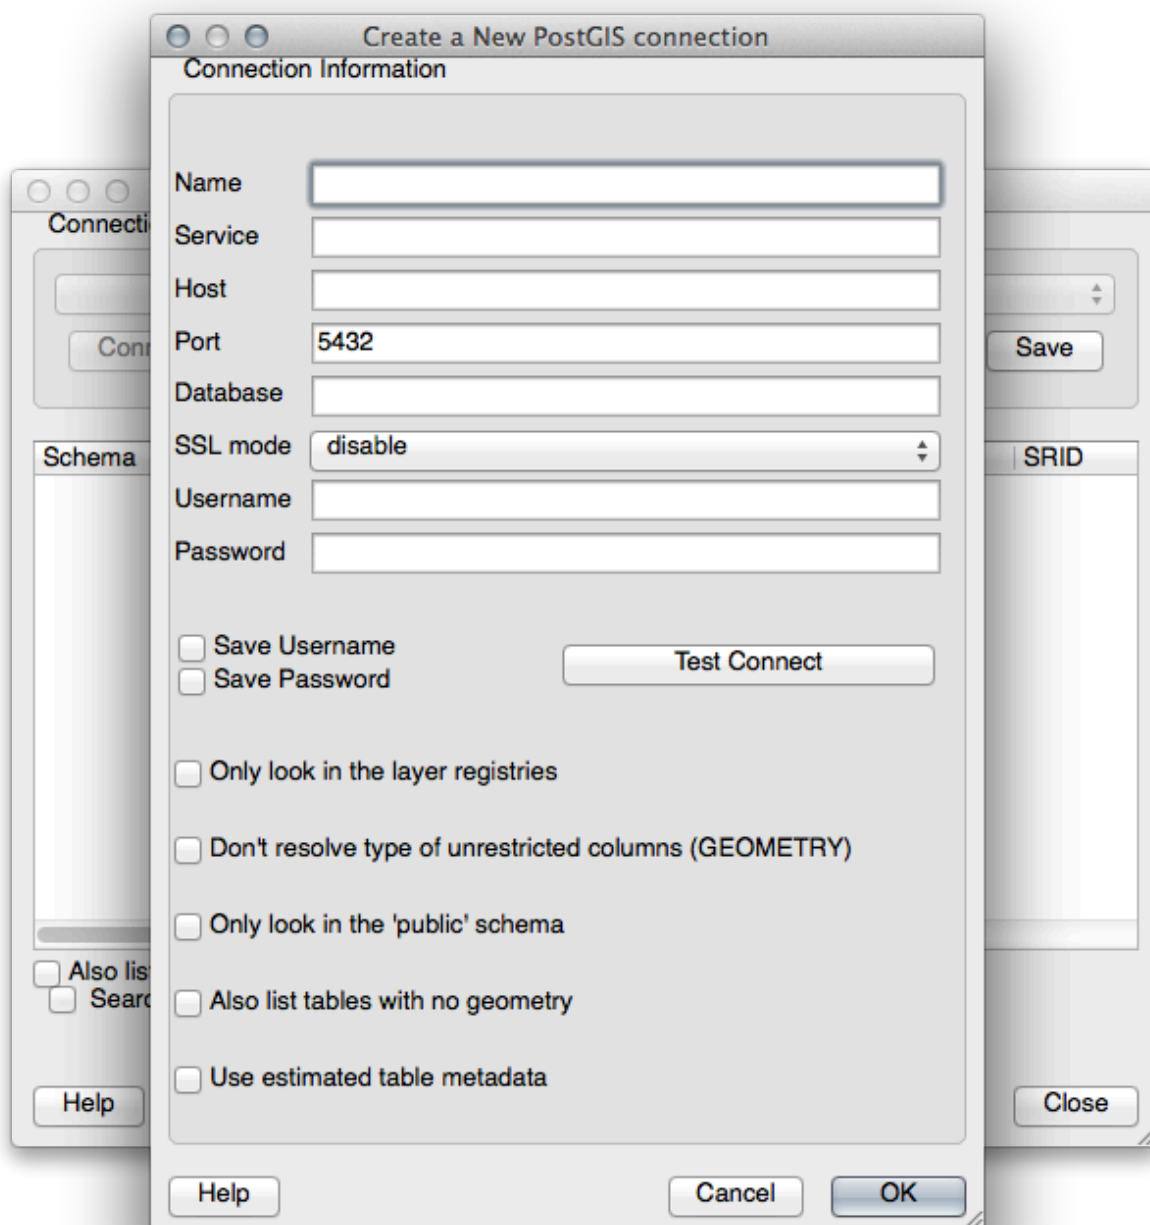 Create a New PostGIS connection
Connection Information
Name
Service
Host
Port 5432
Database
SSL mode disable
Username
Password
Save Username
Save Password
Test Connect
Only look in the layer registries
Don't resolve type of unrestricted columns (GEOMETRY)
Only look in the 'public' schema
Also list tables with no geometry
Use estimated table metadata
Help Cancel OK
Connecti
Conn Save
Schema SRID
Also lis
Searc
Help Close